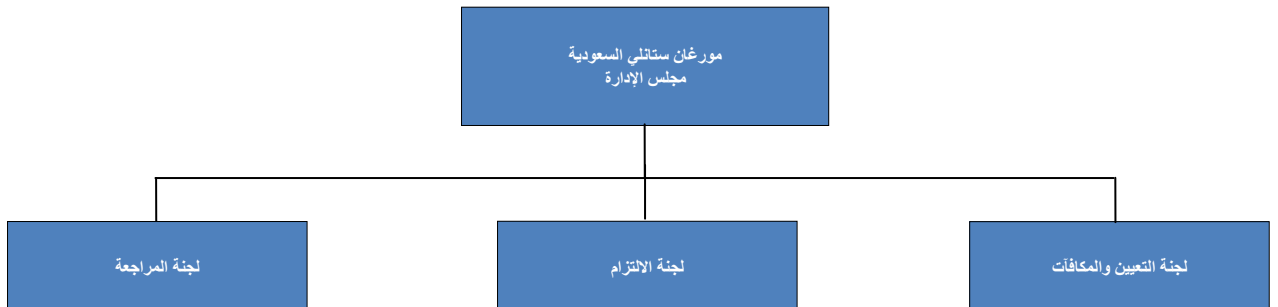 مورغان ستانلي السعودية
مجلس الإدارة
لجنة التعيين والمكافآت
لجنة الالتزام
لجنة المراجعة